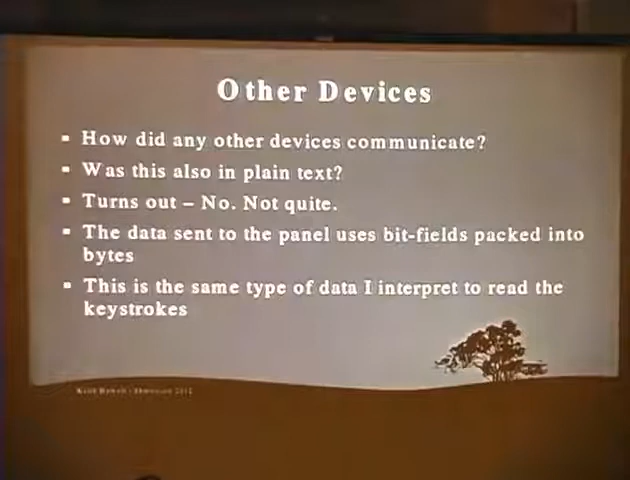 Other Devices
How did any other devices communicate?
Was this also in plain text?
Turns out – No. Not quite.
The data sent to the panel uses bit-fields packed into
bytes
This is the same type of data I interpret to read the
keystrokes